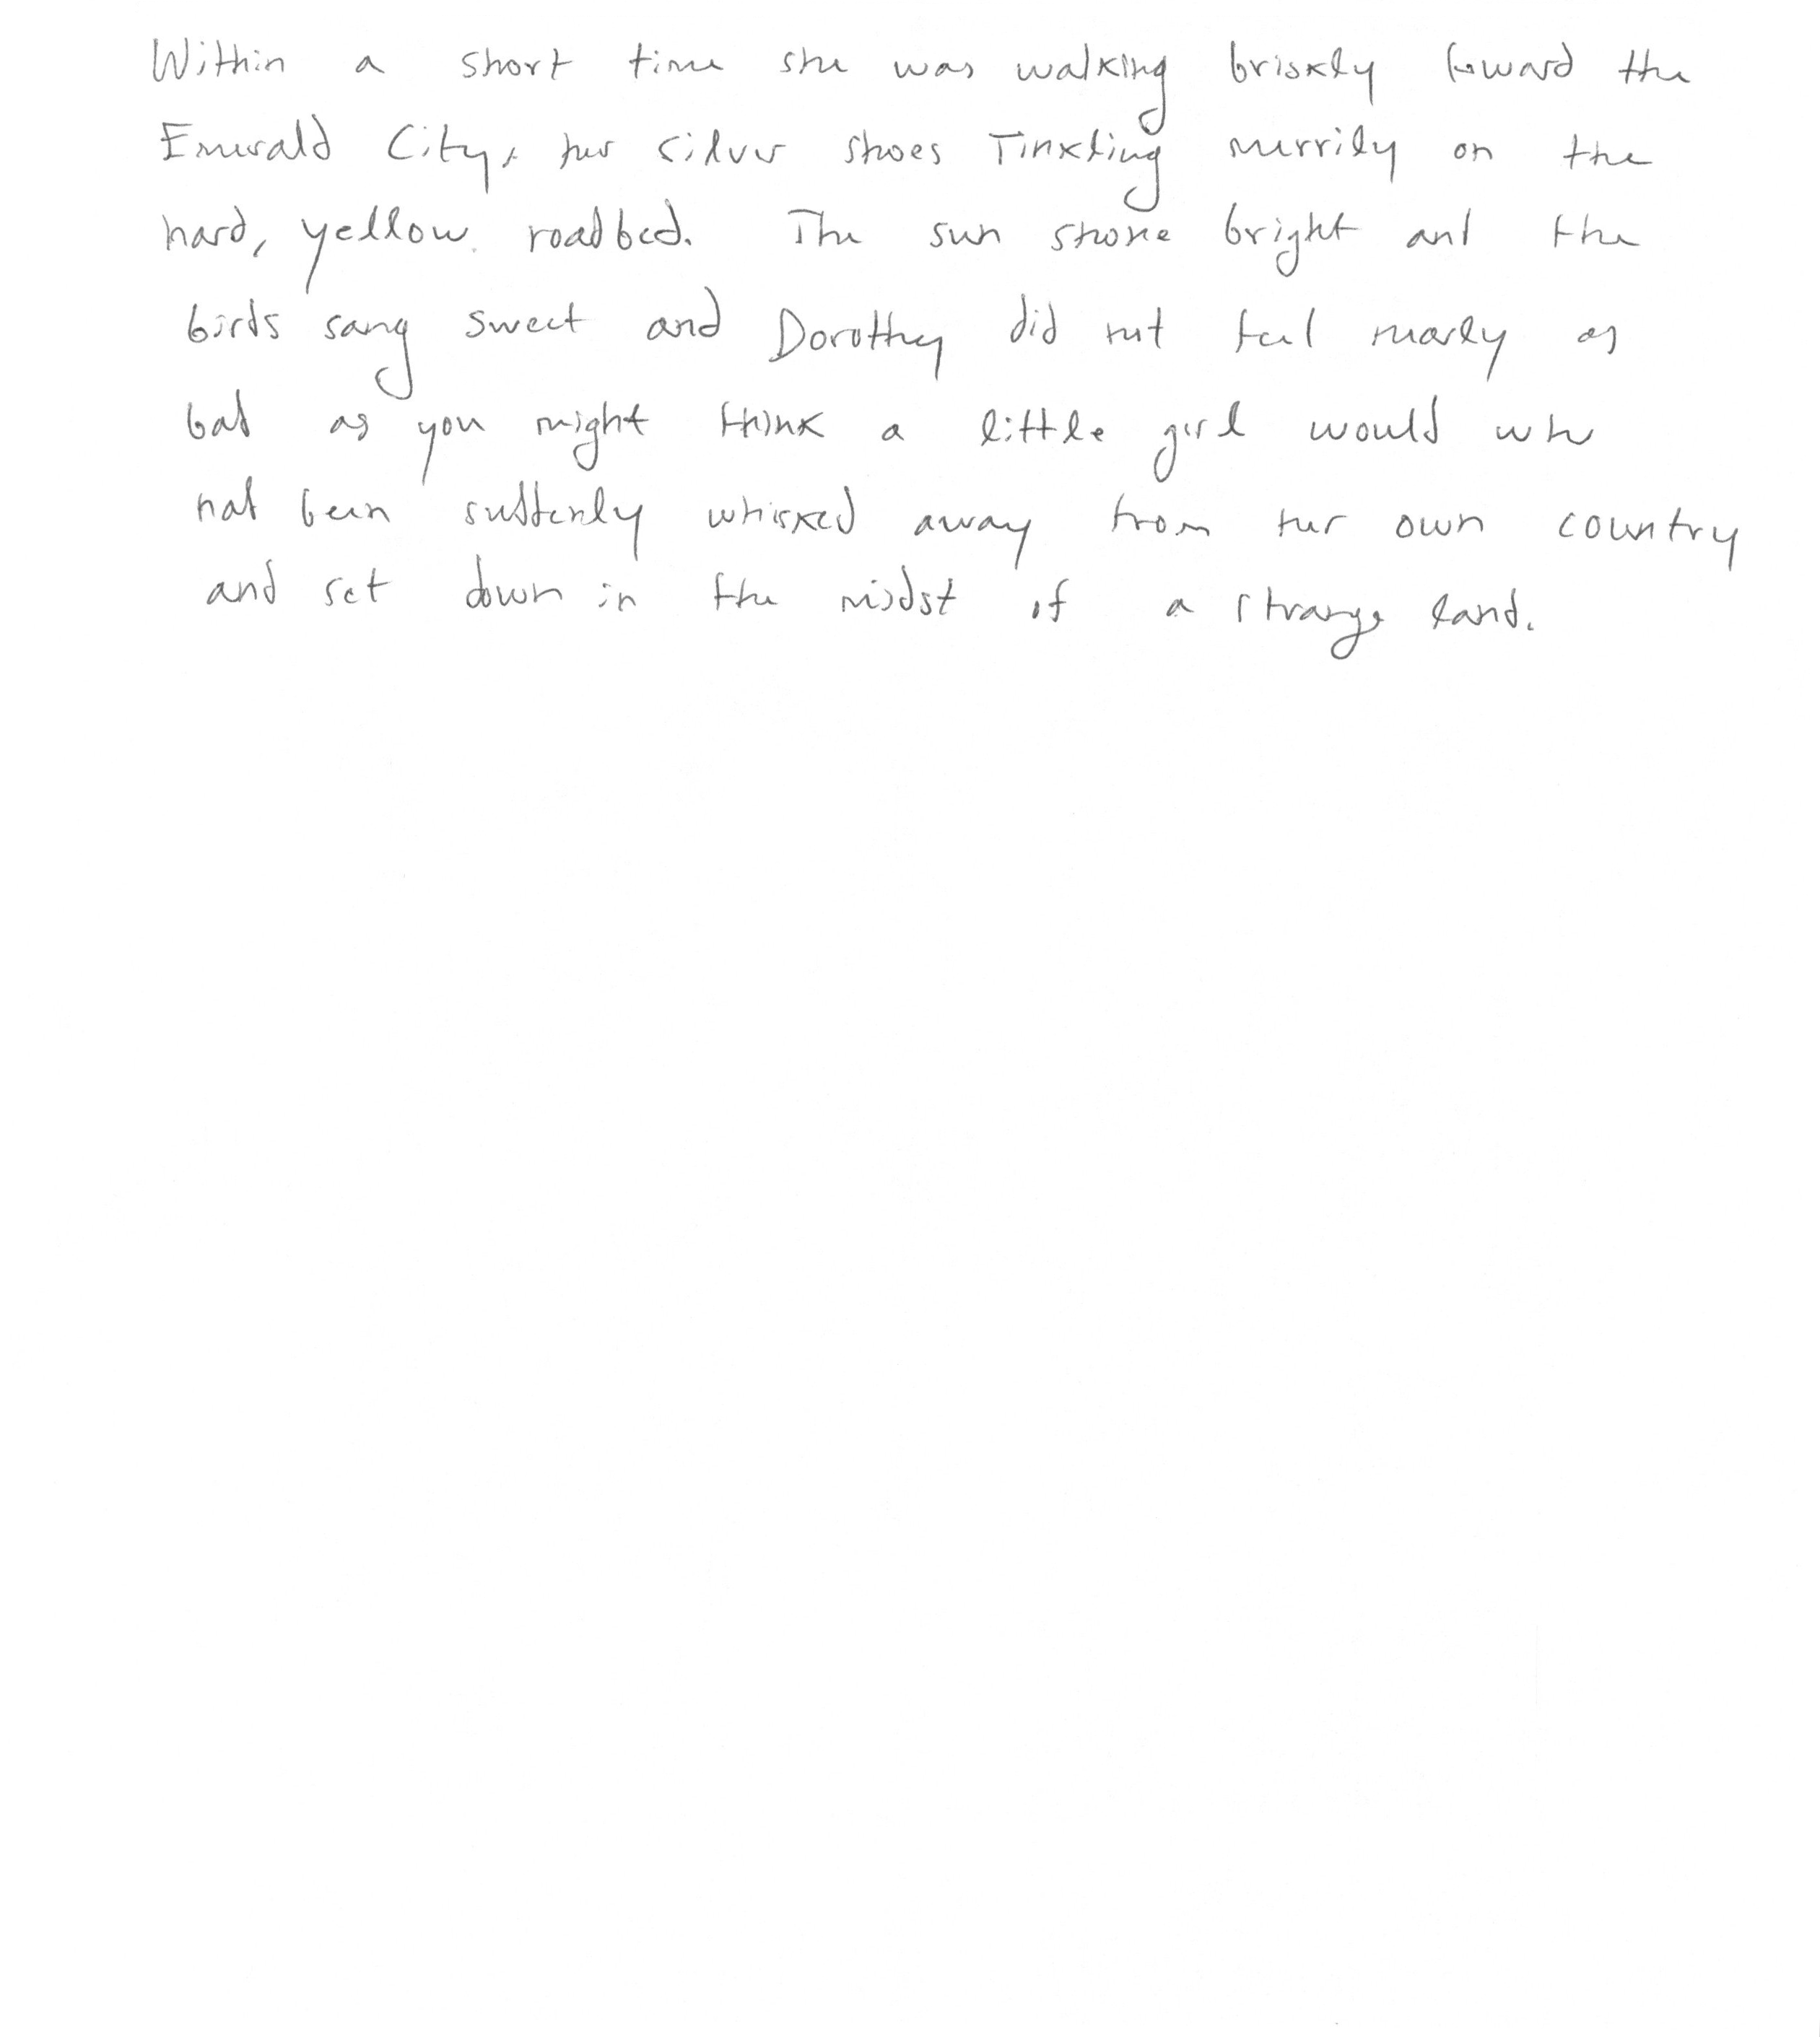 Within a short time she was walking briskly toward the
Emerald City, her silver shoes Tinkling merrily on the
hard, yellow roadbed. The sun shone bright and the
birds sang sweet and Dorothy did not feel nearly as
bad as you might think a little girl would who
had been suddenly whisked away from her own country
and set down in the midst of a strange land.